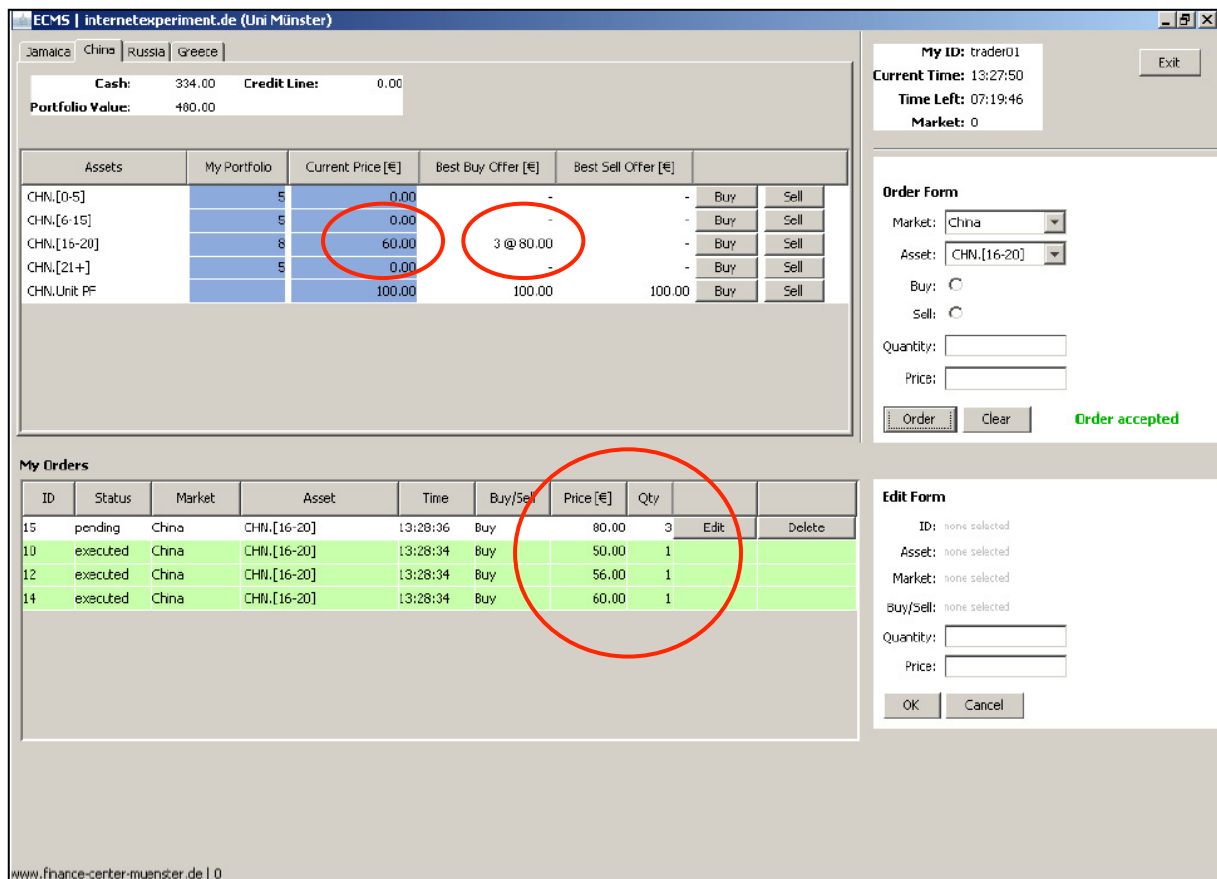 ECMS | internetexperiment.de (Uni Münster)
Jamaica China Russia Greece
Cash: 334.00 Credit Line: 0.00
Portfolio Value: 480.00
My ID: trader01
Current Time: 13:27:50
Time Left: 07:19:46
Market: 0
Exit
Assets My Portfolio Current Price [€] Best Buy Offer [€] Best Sell Offer [€]
CHN.[0-5] 5 0.00 - - Buy Sell
CHN.[6-15] 5 0.00 - - Buy Sell
CHN.[16-20] 8 60.00 3 @ 80.00 - Buy Sell
CHN.[21+] 5 0.00 - - Buy Sell
CHN.Unit PF 100.00 100.00 100.00 Buy Sell
Order Form
Market: China
Asset: CHN.[16-20]
Buy:
Sell:
Quantity:
Price:
Order Clear Order accepted
My Orders
ID Status Market Asset Time Buy/Sell Price [€] Qty
15 pending China CHN.[16-20] 13:28:36 Buy 80.00 3 Edit Delete
10 executed China CHN.[16-20] 13:28:34 Buy 50.00 1
12 executed China CHN.[16-20] 13:28:34 Buy 56.00 1
14 executed China CHN.[16-20] 13:28:34 Buy 60.00 1
Edit Form
ID: none selected
Asset: none selected
Market: none selected
Buy/Sell: none selected
Quantity:
Price:
OK Cancel
www.finance-center-muenster.de | 0